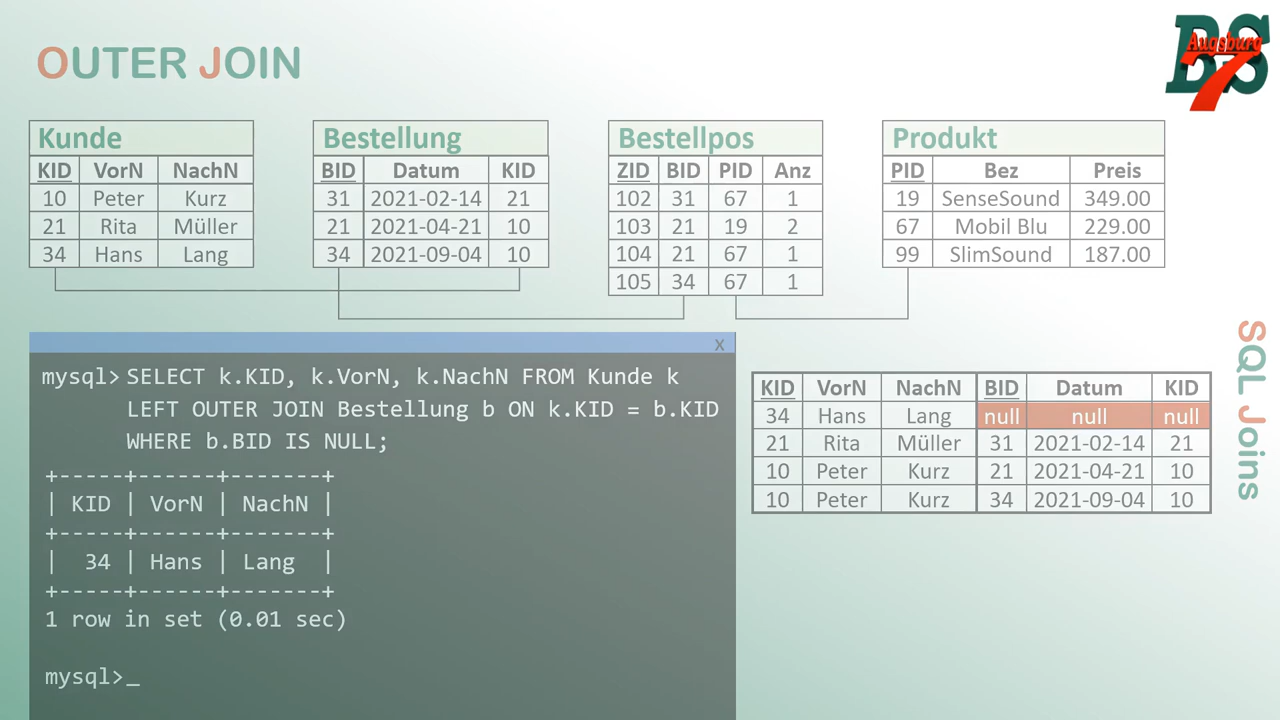 OUTER JOIN
BS Augsburg 7
Kunde
KID VorN NachN
10 Peter Kurz
21 Rita Müller
34 Hans Lang
Bestellung
BID Datum KID
31 2021-02-14 21
21 2021-04-21 10
34 2021-09-04 10
Bestellpos
ZID BID PID Anz
102 31 67 1
103 21 19 2
104 21 67 1
105 34 67 1
Produkt
PID Bez Preis
19 SenseSound 349.00
67 Mobil Blu 229.00
99 SlimSound 187.00
x
mysql> SELECT k.KID, k.VorN, k.NachN FROM Kunde k
LEFT OUTER JOIN Bestellung b ON k.KID = b.KID
WHERE b.BID IS NULL;
+-----+------+-------+
| KID | VorN | NachN |
+-----+------+-------+
| 34 | Hans | Lang |
+-----+------+-------+
1 row in set (0.01 sec)
mysql>_
KID VorN NachN BID Datum KID
34 Hans Lang null null null
21 Rita Müller 31 2021-02-14 21
10 Peter Kurz 21 2021-04-21 10
10 Peter Kurz 34 2021-09-04 10
SQL Joins